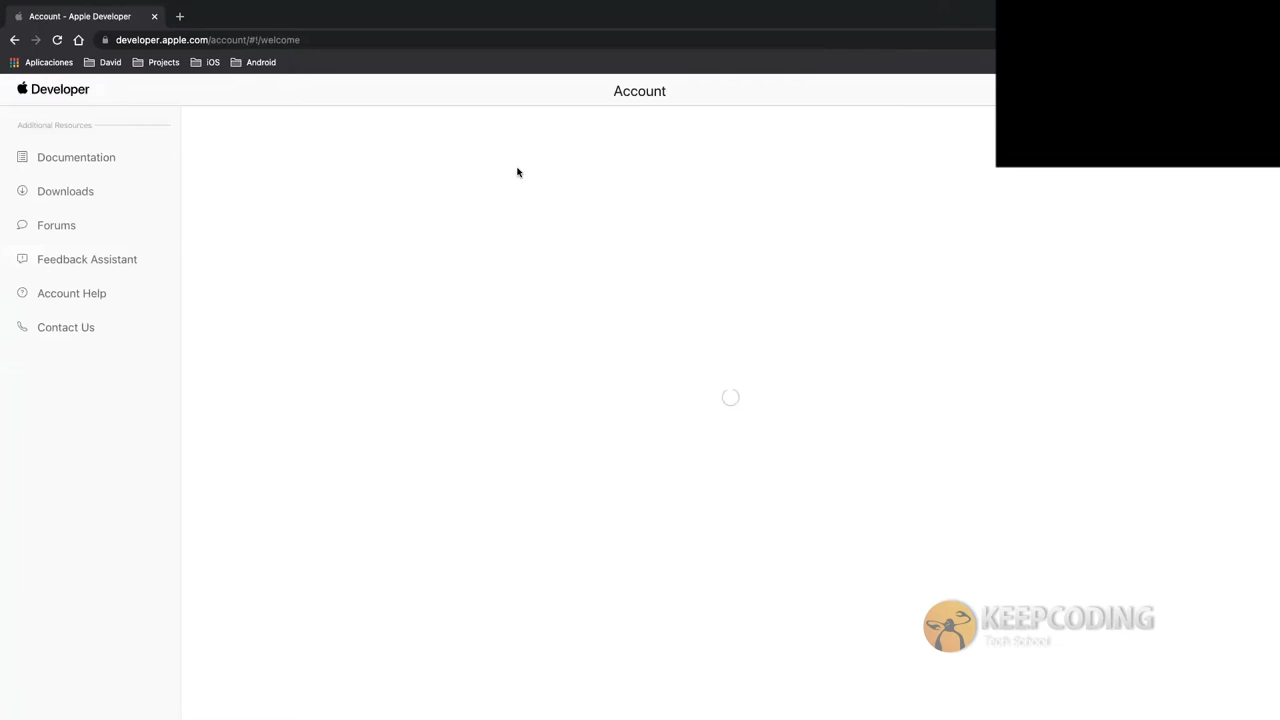 Account - Apple Developer
developer.apple.com/account/#!/welcome
Aplicaciones David Projects iOS Android
Developer
Account
Additional Resources
Documentation
Downloads
Forums
Feedback Assistant
Account Help
Contact Us
KEEPCODING
Tech School